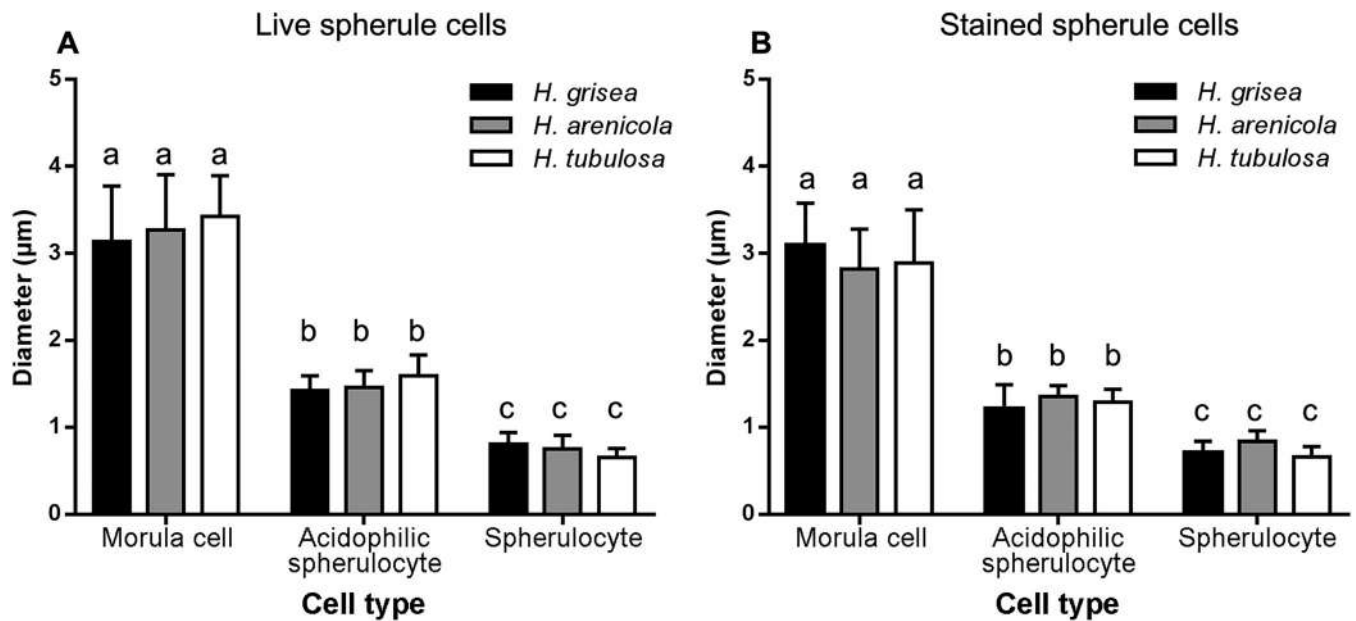 A
Live spherule cells
H. grisea
H. arenicola
H. tubulosa
Diameter (µm)
5
4
3
2
1
0
a a a
b b b
c c c
Morula cell
Acidophilic
spherulocyte
Spherulocyte
Cell type
B
Stained spherule cells
H. grisea
H. arenicola
H. tubulosa
Diameter (µm)
5
4
3
2
1
0
a a a
b b b
c c c
Morula cell
Acidophilic
spherulocyte
Spherulocyte
Cell type